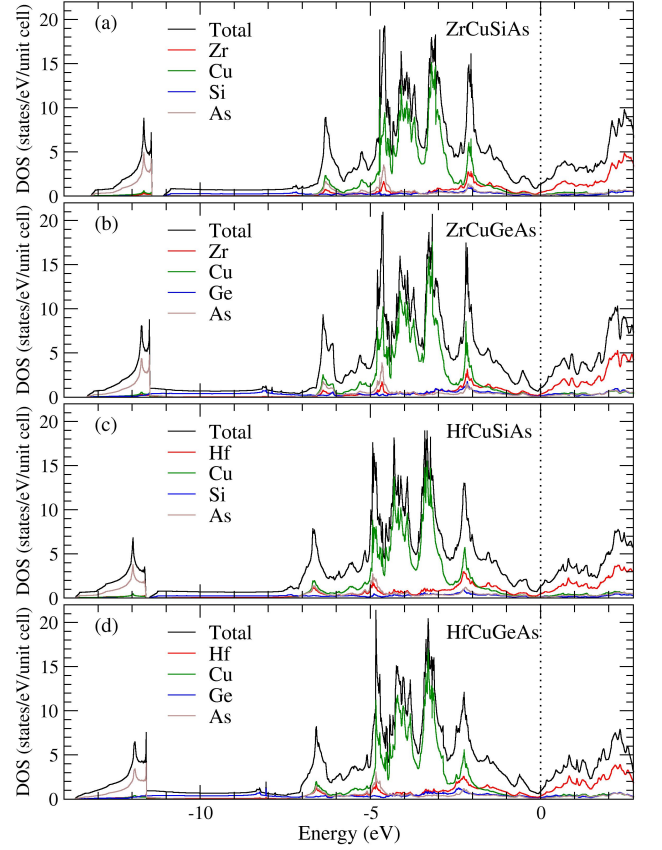 DOS (states/eV/unit cell)
20
15
10
5
0
(a)
Total
Zr
Cu
Si
As
ZrCuSiAs
DOS (states/eV/unit cell)
20
15
10
5
0
(b)
Total
Zr
Cu
Ge
As
ZrCuGeAs
DOS (states/eV/unit cell)
20
15
10
5
0
(c)
Total
Hf
Cu
Si
As
HfCuSiAs
DOS (states/eV/unit cell)
20
15
10
5
0
(d)
Total
Hf
Cu
Ge
As
HfCuGeAs
-10 -5 0
Energy (eV)